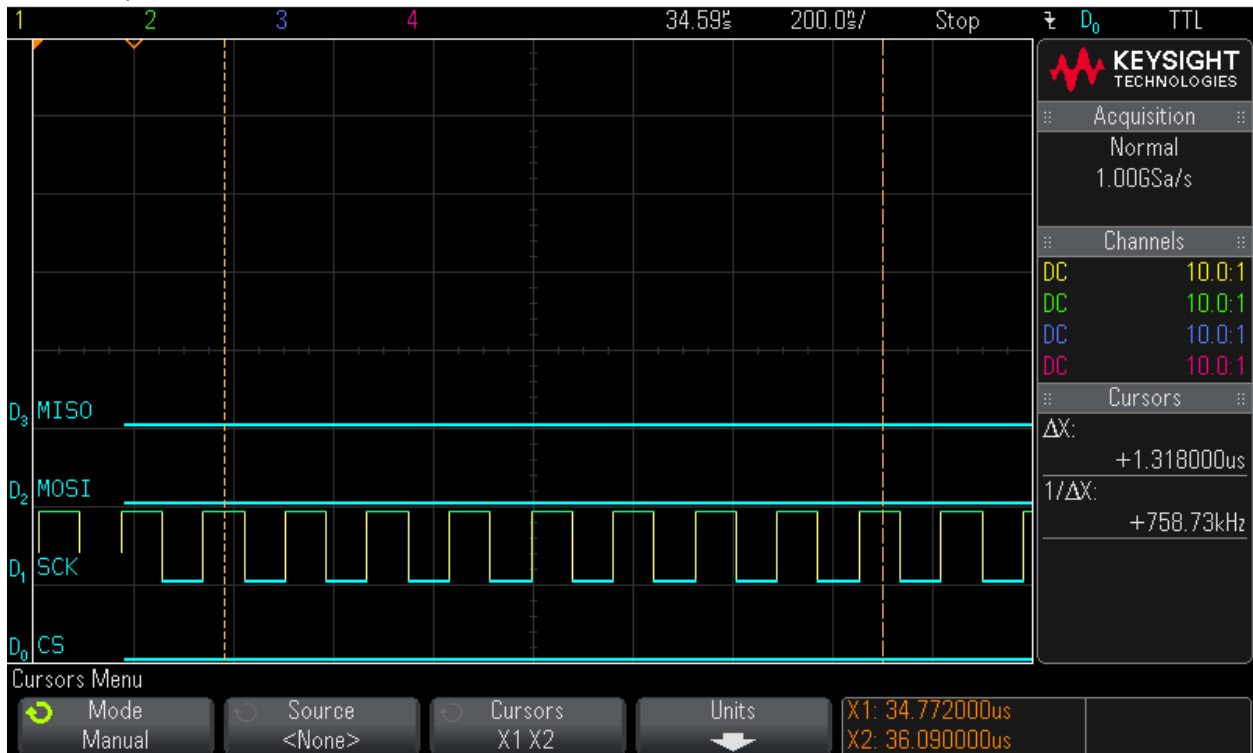 1 2 3 4 34.59µs 200.0ns/ Stop D0 TTL
KEYSIGHT
TECHNOLOGIES
Acquisition
Normal
1.00GSa/s
Channels
DC 10.0:1
DC 10.0:1
DC 10.0:1
DC 10.0:1
Cursors
ΔX:
+1.318000us
1/ΔX:
+758.73kHz
D3 MISO
D2 MOSI
D1 SCK
D0 CS
Cursors Menu
Mode
Manual
Source
<None>
Cursors
X1 X2
Units
X1: 34.772000us
X2: 36.090000us